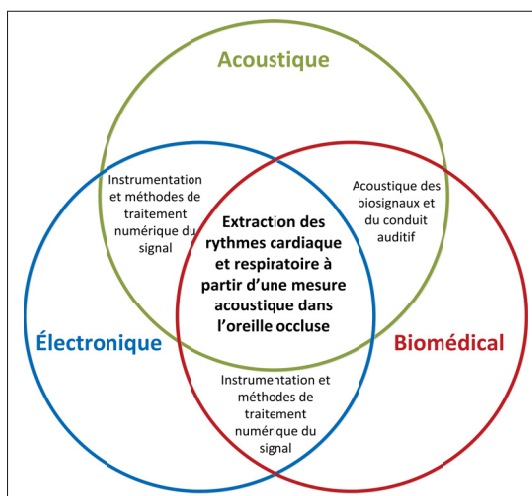 Acoustique
Instrumentation
et méthodes de
traitement
numérique du
signal
Acoustique des
biosignaux et
du conduit
auditif
Extraction des
rythmes cardiaque
et respiratoire à
partir d’une mesure
acoustique dans
l’oreille occluse
Électronique
Biomédical
Instrumentation et
méthodes de
traitement
numérique du
signal